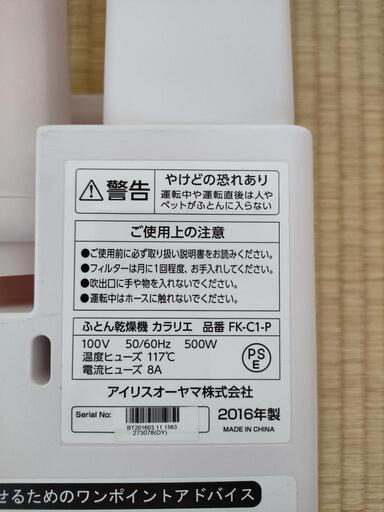 警告
やけどの恐れあり
運転中や運転直後は人や
ペットがふとんに入らない
ご使用上の注意
●ご使用前に必ず取り扱い説明書をお読みください。
●フィルターは月に1回程度、お手入れしてください。
●吹出口に手や物を入れないでください。
●運転中はホースに触れないでください。
ふとん乾燥機 カラリエ 品番 FK-C1-P
100V 50/60Hz 500W
温度ヒューズ 117℃
電流ヒューズ 8A
PSE
アイリスオーヤマ株式会社
Serial No:
BT201603 11 1563
273078(DY)
2016年製
MADE IN CHINA
せるためのワンポイントアドバイス